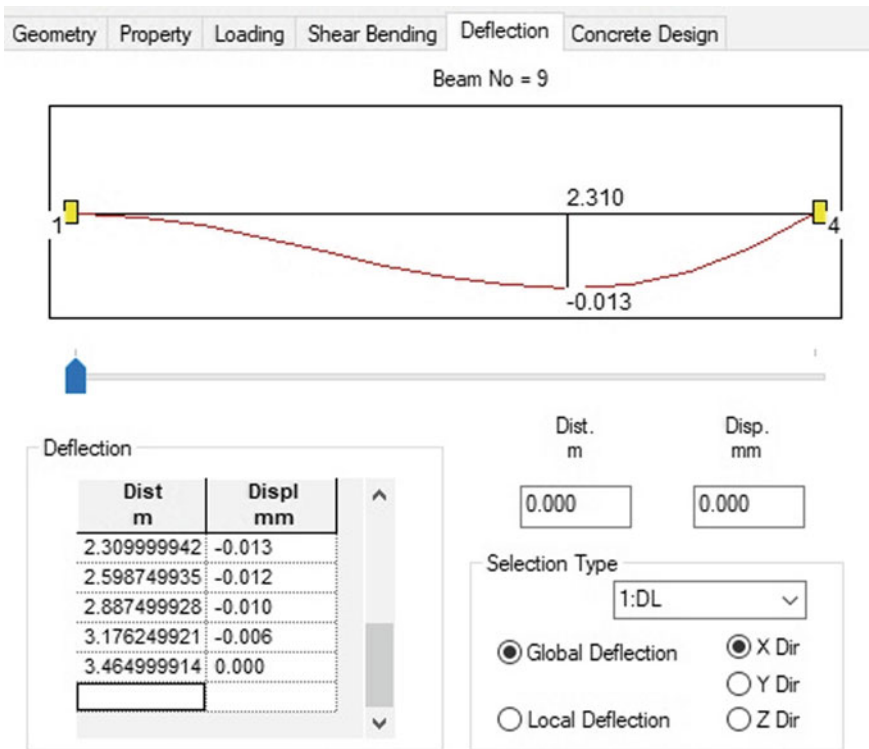 Geometry Property Loading Shear Bending Deflection Concrete Design
Beam No = 9
2.310
1
4
-0.013
Deflection
Dist Displ
m mm
2.309999942 -0.013
2.598749935 -0.012
2.887499928 -0.010
3.176249921 -0.006
3.464999914 0.000
Dist. Disp.
m mm
0.000 0.000
Selection Type
1:DL
Global Deflection X Dir
Y Dir
Local Deflection Z Dir